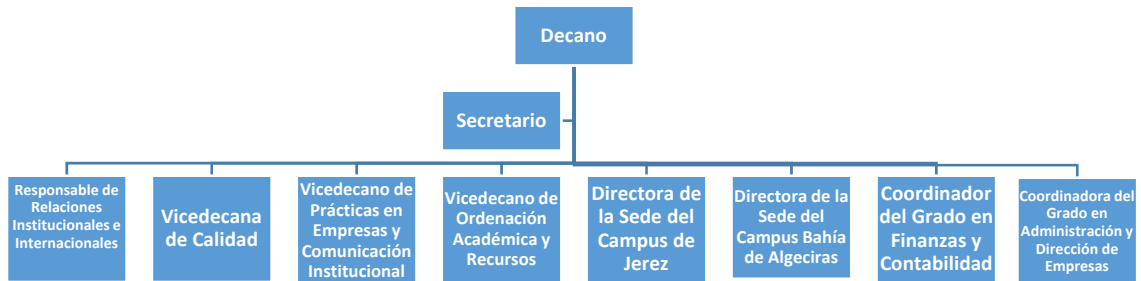 Decano
Secretario
Responsable de
Relaciones
Institucionales e
Internacionales
Vicedecana
de Calidad
Vicedecano de
Prácticas en
Empresas y
Comunicación
Institucional
Vicedecano de
Ordenación
Académica y
Recursos
Directora de
la Sede del
Campus de
Jerez
Directora de la
Sede del
Campus Bahía
de Algeciras
Coordinador
del Grado en
Finanzas y
Contabilidad
Coordinadora del
Grado en
Administración y
Dirección de
Empresas